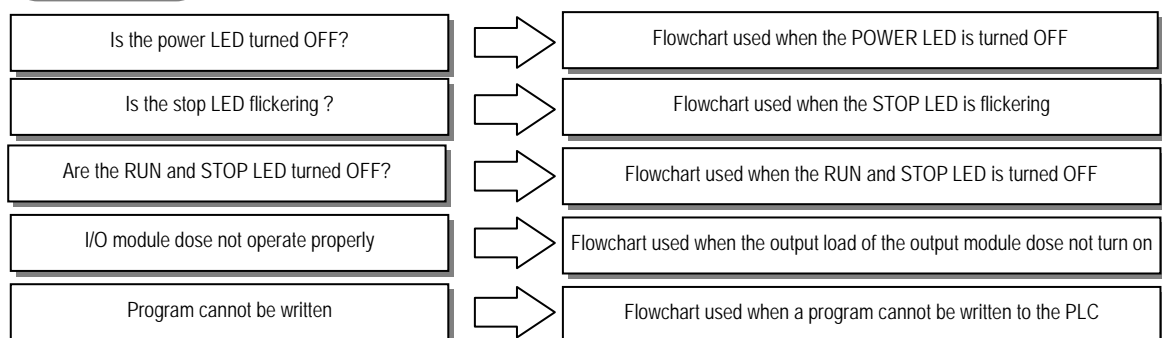 Is the power LED turned OFF?
Flowchart used when the POWER LED is turned OFF
Is the stop LED flickering ?
Flowchart used when the STOP LED is flickering
Are the RUN and STOP LED turned OFF?
Flowchart used when the RUN and STOP LED is turned OFF
I/O module dose not operate properly
Flowchart used when the output load of the output module dose not turn on
Program cannot be written
Flowchart used when a program cannot be written to the PLC